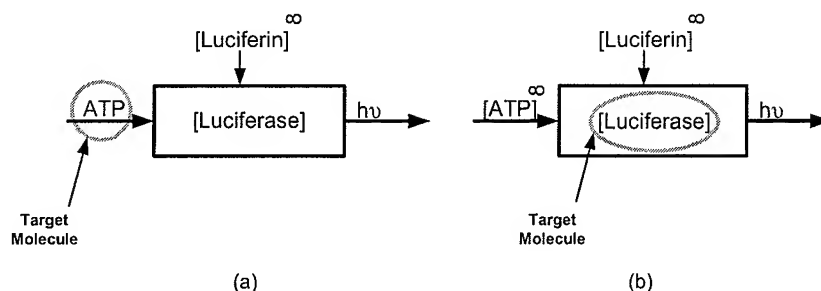 [Luciferin]∞
ATP
[Luciferase]
hυ
Target
Molecule
(a)
[Luciferin]∞
[ATP]∞
[Luciferase]
hυ
Target
Molecule
(b)